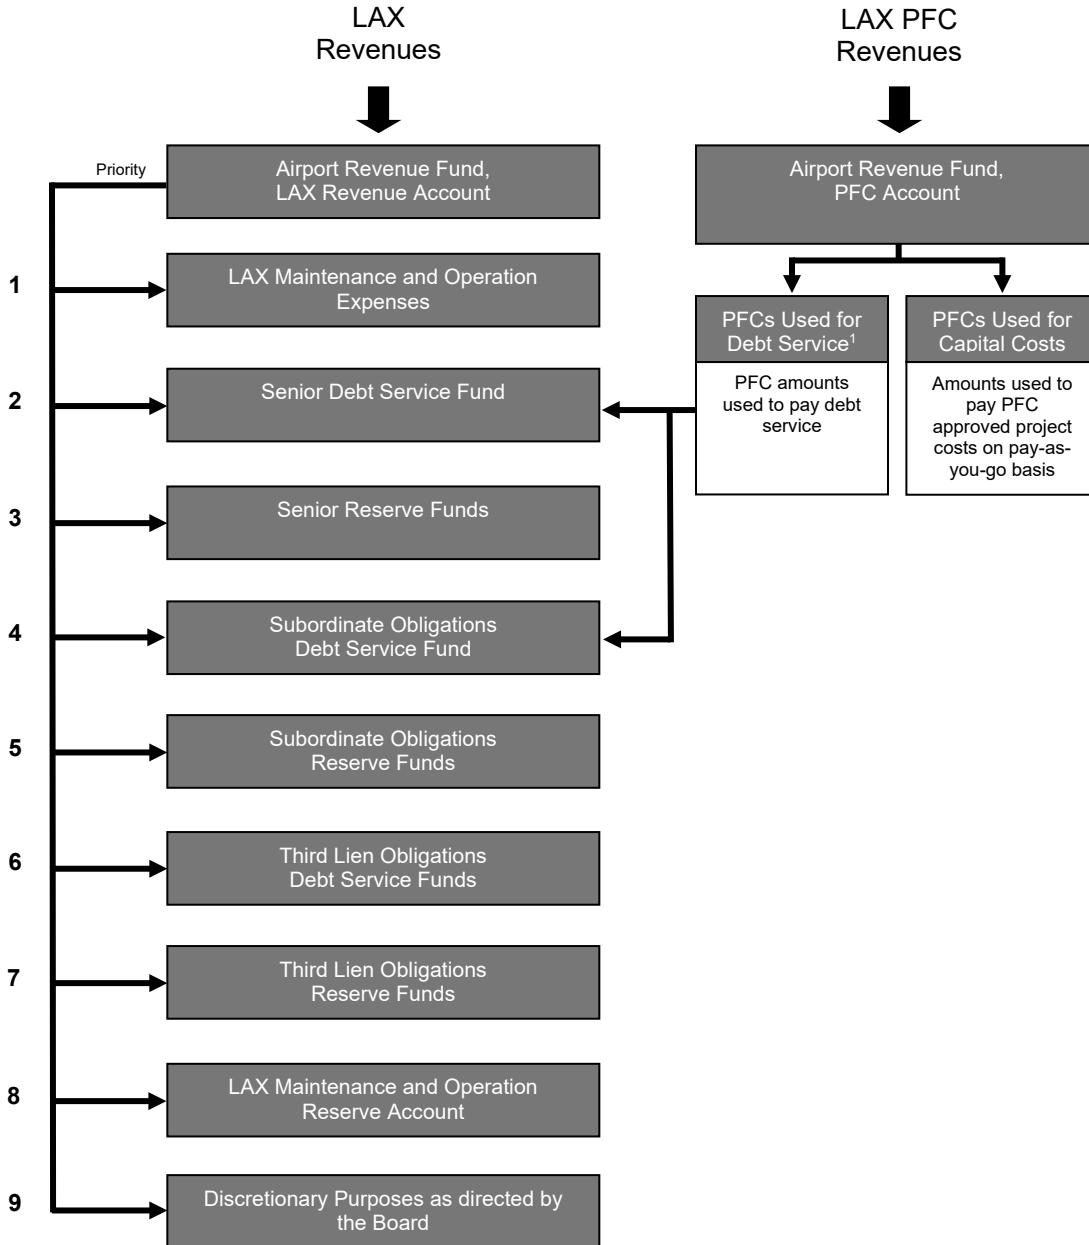 LAX
Revenues
LAX PFC
Revenues
Priority
Airport Revenue Fund,
LAX Revenue Account
Airport Revenue Fund,
PFC Account
1
LAX Maintenance and Operation
Expenses
PFCs Used for
Debt Service¹
PFC amounts
used to pay debt
service
PFCs Used for
Capital Costs
Amounts used to
pay PFC
approved project
costs on pay-as-
you-go basis
2
Senior Debt Service Fund
3
Senior Reserve Funds
4
Subordinate Obligations
Debt Service Fund
5
Subordinate Obligations
Reserve Funds
6
Third Lien Obligations
Debt Service Funds
7
Third Lien Obligations
Reserve Funds
8
LAX Maintenance and Operation
Reserve Account
9
Discretionary Purposes as directed by
the Board